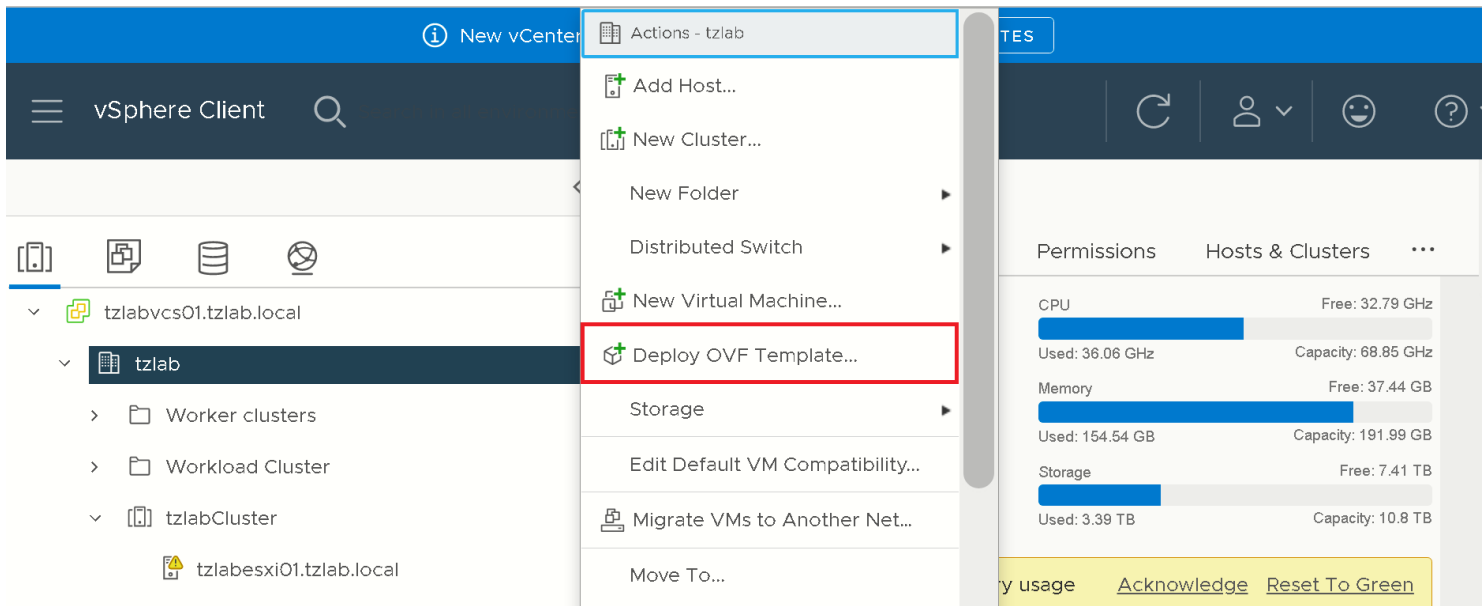 New vCenter
TES
vSphere Client
Actions - tzlab
Add Host...
New Cluster...
New Folder
Distributed Switch
New Virtual Machine...
Deploy OVF Template...
Storage
Edit Default VM Compatibility...
Migrate VMs to Another Net...
Move To...
tzlabvcs01.tzlab.local
tzlab
Worker clusters
Workload Cluster
tzlabCluster
tzlabesxi01.tzlab.local
Permissions Hosts & Clusters ...
CPU Free: 32.79 GHz
Used: 36.06 GHz Capacity: 68.85 GHz
Memory Free: 37.44 GB
Used: 154.54 GB Capacity: 191.99 GB
Storage Free: 7.41 TB
Used: 3.39 TB Capacity: 10.8 TB
y usage Acknowledge Reset To Green